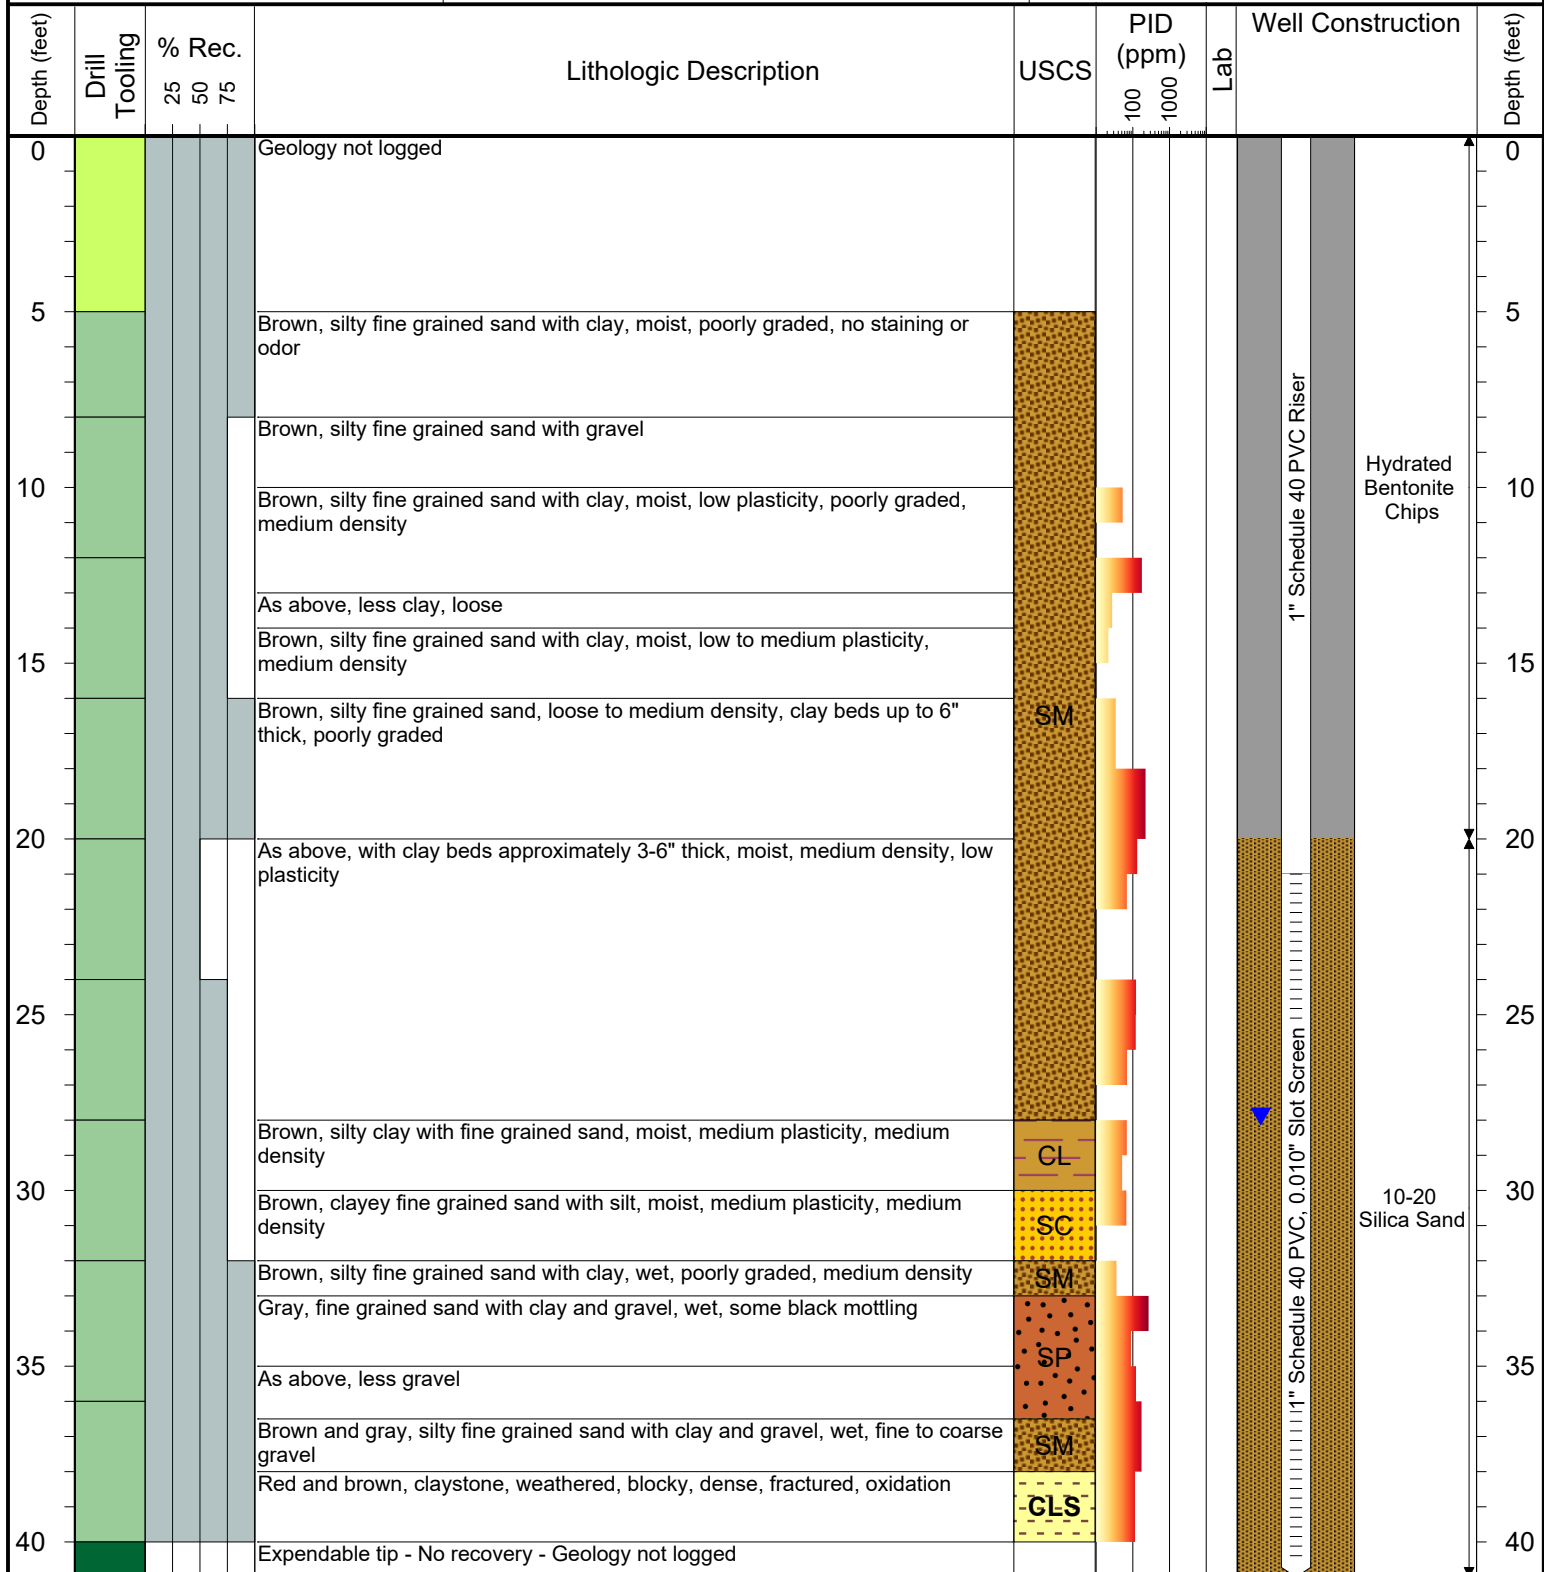 Depth (feet)
Drill Tooling
% Rec.
25
50
75
Lithologic Description
USCS
PID
(ppm)
100
1000
Lab
Well Construction
Depth (feet)
0
Geology not logged
0
5
Brown, silty fine grained sand with clay, moist, poorly graded, no staining or
odor
5
Brown, silty fine grained sand with gravel
1" Schedule 40 PVC Riser
Hydrated
Bentonite
Chips
10
Brown, silty fine grained sand with clay, moist, low plasticity, poorly graded,
medium density
10
As above, less clay, loose
Brown, silty fine grained sand with clay, moist, low to medium plasticity,
medium density
15
15
Brown, silty fine grained sand, loose to medium density, clay beds up to 6"
thick, poorly graded
SM
20
As above, with clay beds approximately 3-6" thick, moist, medium density, low
plasticity
20
25
25
Brown, silty clay with fine grained sand, moist, medium plasticity, medium
density
CL
1" Schedule 40 PVC, 0.010" Slot Screen
30
Brown, clayey fine grained sand with silt, moist, medium plasticity, medium
density
SC
10-20
Silica Sand
30
Brown, silty fine grained sand with clay, wet, poorly graded, medium density
SM
Gray, fine grained sand with clay and gravel, wet, some black mottling
SP
35
As above, less gravel
35
Brown and gray, silty fine grained sand with clay and gravel, wet, fine to coarse
gravel
SM
Red and brown, claystone, weathered, blocky, dense, fractured, oxidation
CLS
40
Expendable tip - No recovery - Geology not logged
40